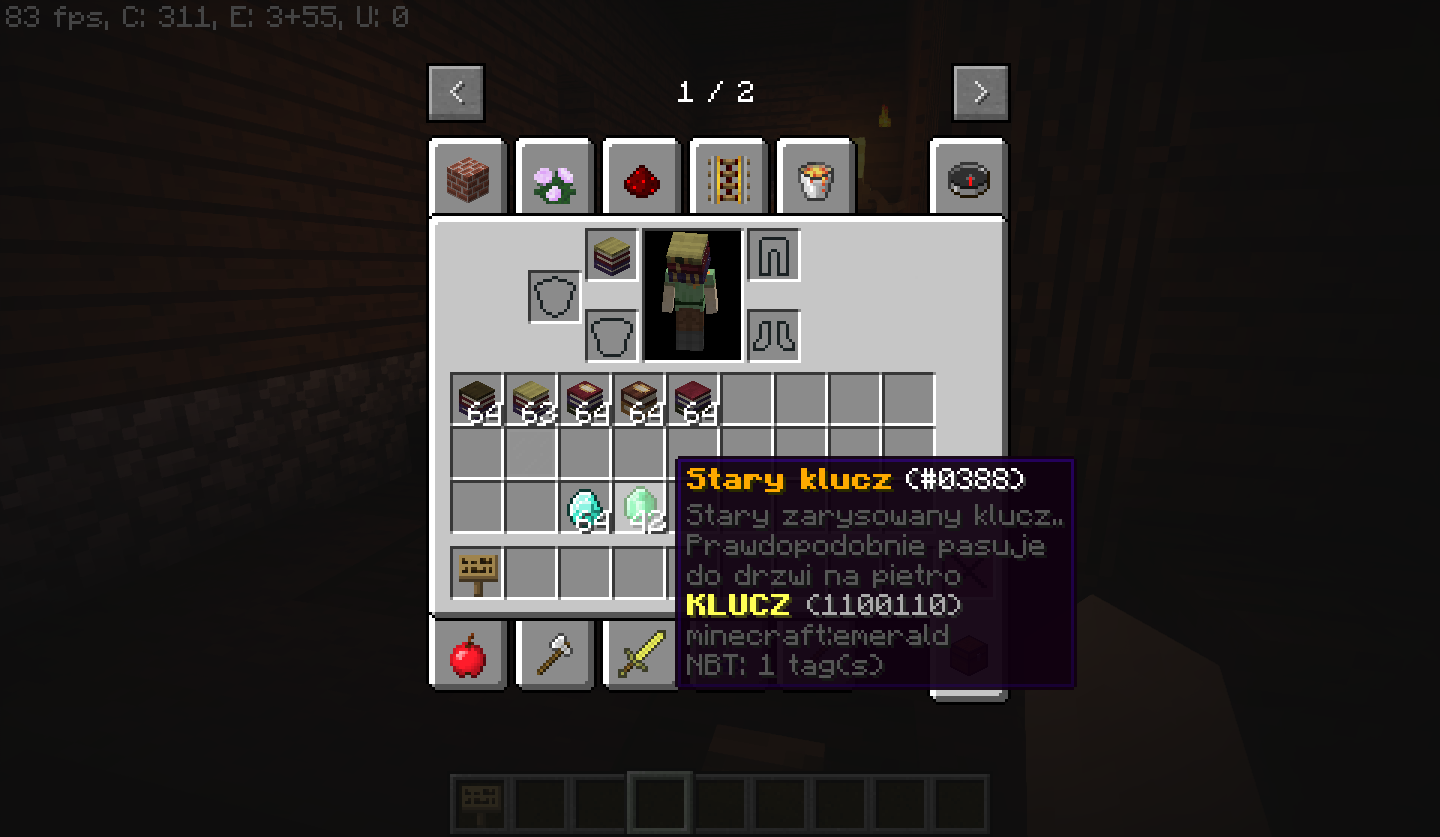 83 fps, C: 311, E: 3+55, U: 0
< 1 / 2 >
64 63 64 64 64
64 42
Stary klucz (#0388)
Stary zarysowany klucz..
Prawdopodobnie pasuje
do drzwi na pietro
KLUCZ (1100110)
minecraft:emerald
NBT: 1 tag(s)